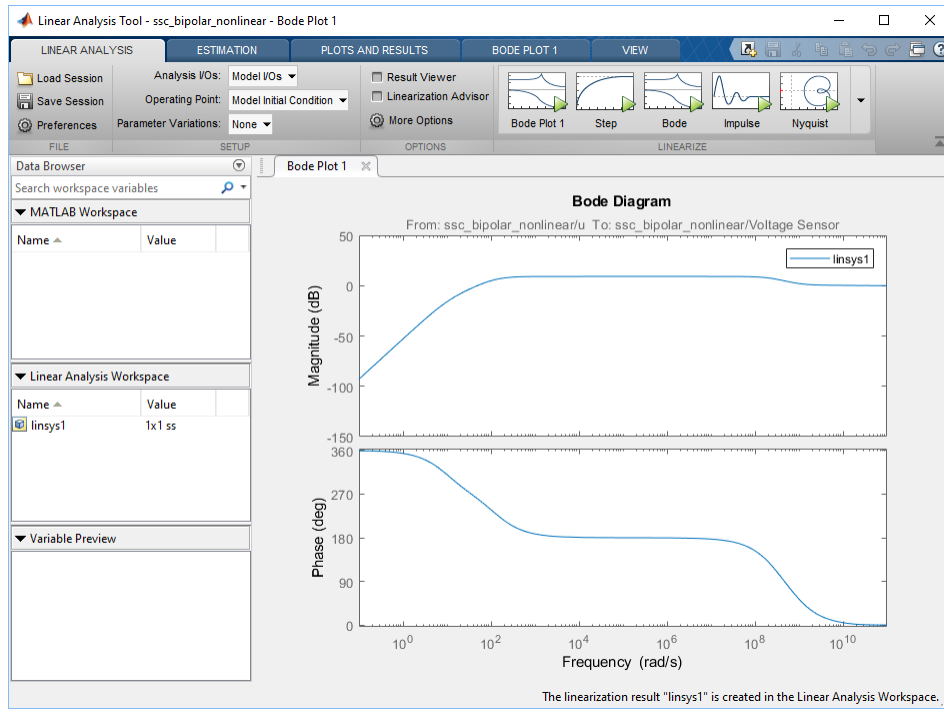 Linear Analysis Tool - ssc_bipolar_nonlinear - Bode Plot 1
LINEAR ANALYSIS
ESTIMATION
PLOTS AND RESULTS
BODE PLOT 1
VIEW
Load Session
Save Session
Preferences
FILE
Analysis I/Os: Model I/Os
Operating Point: Model Initial Condition
Parameter Variations: None
SETUP
Result Viewer
Linearization Advisor
More Options
OPTIONS
Bode Plot 1
Step
Bode
Impulse
Nyquist
LINEARIZE
Data Browser
Search workspace variables
MATLAB Workspace
Name Value
Linear Analysis Workspace
Name Value
linsys1 1x1 ss
Variable Preview
Bode Plot 1
Bode Diagram
From: ssc_bipolar_nonlinear/u To: ssc_bipolar_nonlinear/Voltage Sensor
Magnitude (dB)
50
0
-50
-100
-150
linsys1
Phase (deg)
360
270
180
90
0
10^0 10^2 10^4 10^6 10^8 10^10
Frequency (rad/s)
The linearization result "linsys1" is created in the Linear Analysis Workspace.